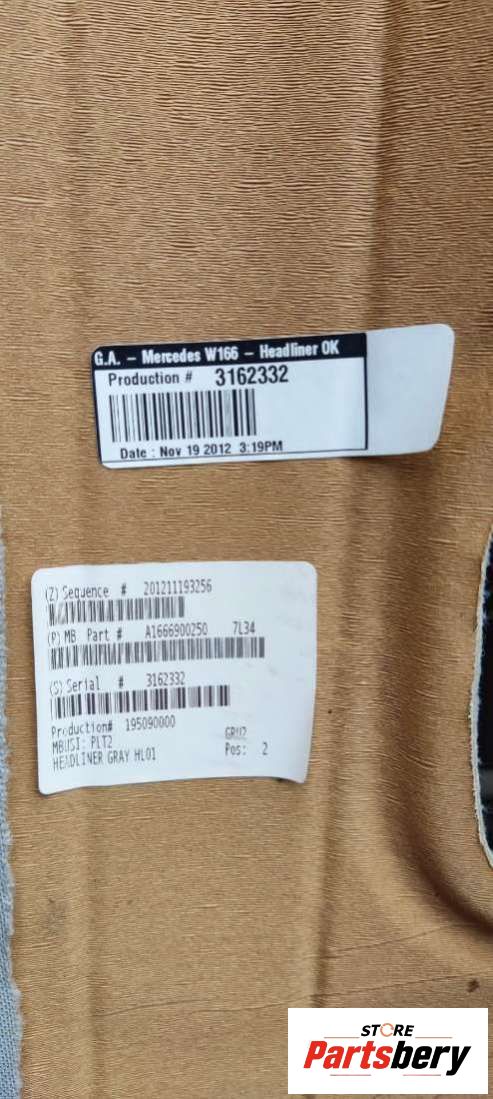 G.A. - Mercedes W166 - Headliner OK
Production # 3162332
Date : Nov 19 2012 3:19PM
(Z) Sequence # 201211193256
(P) MB Part # A1666900250 7L34
(S) Serial # 3162332
Production# 195090000
MBUSI: PLT2 GRU2
HEADLINER GRAY HL01 Pos: 2
STORE
Partsbery